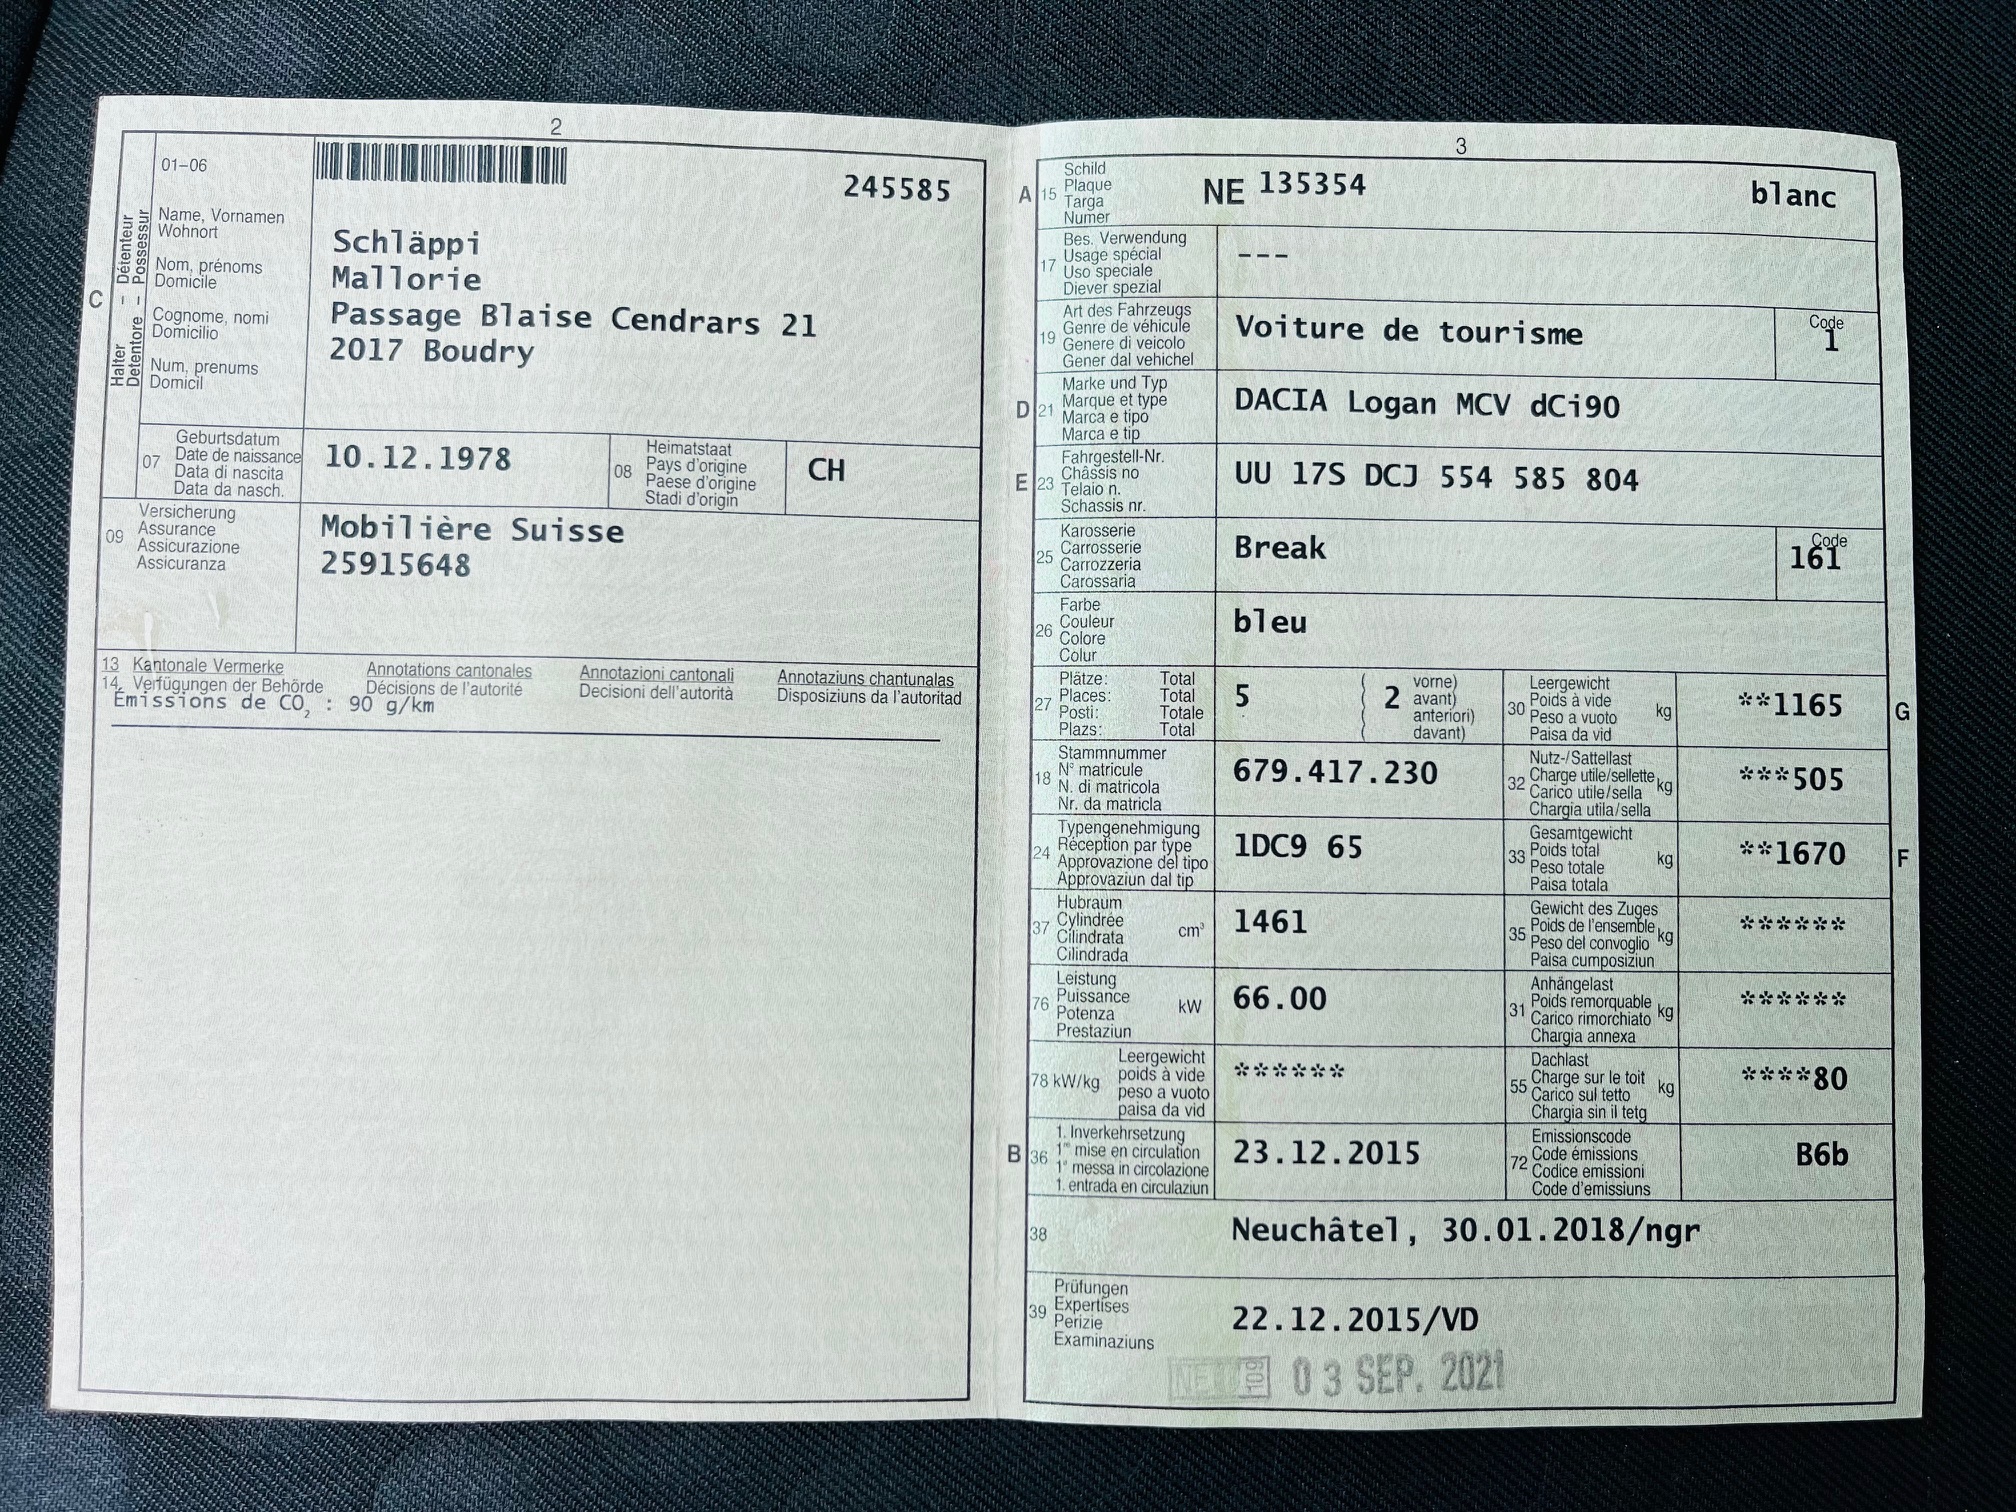 2
01–06
245585
Halter – Détenteur
Detentore – Possessur
C
Name, Vornamen
Wohnort
Nom, prénoms
Domicile
Cognome, nomi
Domicilio
Num, prenums
Domicil
Schläppi
Mallorie
Passage Blaise Cendrars 21
2017 Boudry
07
Geburtsdatum
Date de naissance
Data di nascita
Data da nasch.
10.12.1978
08
Heimatstaat
Pays d'origine
Paese d'origine
Stadi d'origin
CH
09
Versicherung
Assurance
Assicurazione
Assicuranza
Mobilière Suisse
25915648
13 Kantonale Vermerke Annotations cantonales Annotazioni cantonali Annotaziuns chantunalas
14. Verfügungen der Behörde Décisions de l'autorité Decisioni dell'autorità Disposiziuns da l'autoritad
Emissions de CO₂ : 90 g/km
3
A 15
Schild
Plaque
Targa
Numer
NE 135354 blanc
17
Bes. Verwendung
Usage spécial
Uso speciale
Diever spezial
---
19
Art des Fahrzeugs
Genre de véhicule
Genere di veicolo
Gener dal vehichel
Voiture de tourisme
Code
1
D 21
Marke und Typ
Marque et type
Marca e tipo
Marca e tip
DACIA Logan MCV dCi90
E 23
Fahrgestell-Nr.
Châssis no
Telaio n.
Schassis nr.
UU 17S DCJ 554 585 804
25
Karosserie
Carrosserie
Carrozzeria
Carossaria
Break
Code
161
26
Farbe
Couleur
Colore
Colur
bleu
27
Plätze: Total
Places: Total
Posti: Totale
Plazs: Total
5
2
vorne)
avant)
anteriori)
davant)
30
Leergewicht
Poids à vide
Peso a vuoto
Paisa da vid
kg
**1165
G
18
Stammnummer
N° matricule
N. di matricola
Nr. da matricla
679.417.230
32
Nutz-/Sattellast
Charge utile/sellette
Carico utile/sella
Chargia utila/sella
kg
***505
24
Typengenehmigung
Réception par type
Approvazione del tipo
Approvaziun dal tip
1DC9 65
33
Gesamtgewicht
Poids total
Peso totale
Paisa totala
kg
**1670
F
37
Hubraum
Cylindrée
Cilindrata
Cilindrada
cm³
1461
35
Gewicht des Zuges
Poids de l'ensemble
Peso del convoglio
Paisa cumposiziun
kg
******
76
Leistung
Puissance
Potenza
Prestaziun
kW
66.00
31
Anhängelast
Poids remorquable
Carico rimorchiato
Chargia annexa
kg
******
78 kW/kg
Leergewicht
poids à vide
peso a vuoto
paisa da vid
******
55
Dachlast
Charge sur le toit
Carico sul tetto
Chargia sin il tetg
kg
****80
B 36
1. Inverkehrsetzung
1re mise en circulation
1a messa in circolazione
1. entrada en circulaziun
23.12.2015
72
Emissionscode
Code émissions
Codice emissioni
Code d'emissiuns
B6b
38
Neuchâtel, 30.01.2018/ngr
39
Prüfungen
Expertises
Perizie
Examinaziuns
22.12.2015/VD
NE 109 03 SEP. 2021